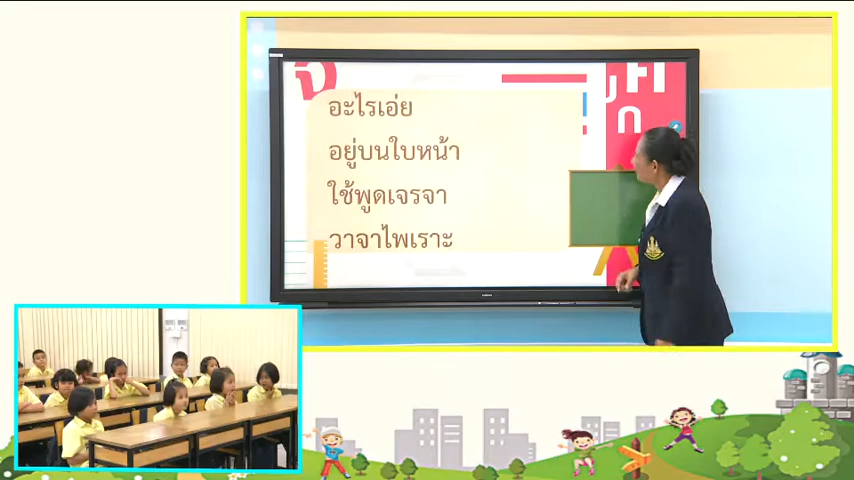 อะไรเอ่ย
อยู่บนใบหน้า
ใช้พูดเจรจา
วาจาไพเราะ